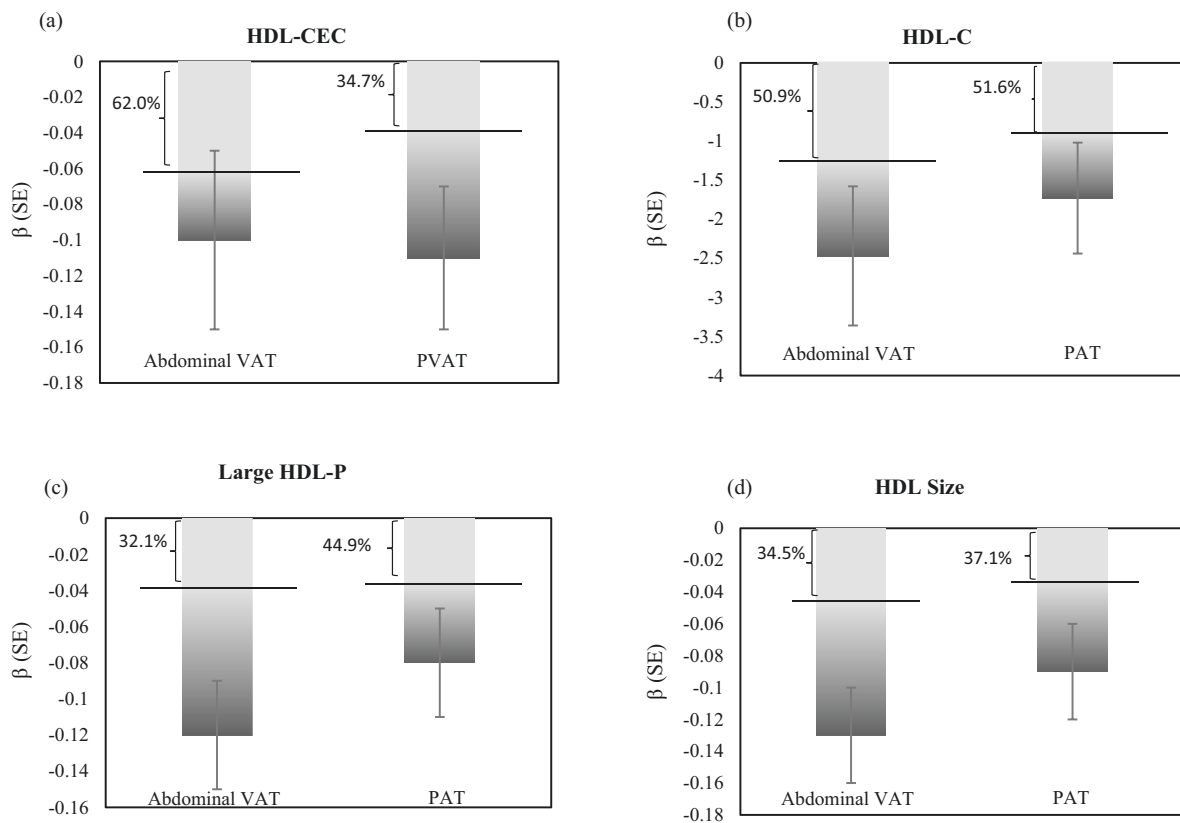 (a)
HDL-CEC
0
-0.02
-0.04
-0.06
-0.08
-0.1
-0.12
-0.14
-0.16
-0.18
β (SE)
62.0%
34.7%
Abdominal VAT
PVAT
(b)
HDL-C
0
-0.5
-1
-1.5
-2
-2.5
-3
-3.5
-4
β (SE)
50.9%
51.6%
Abdominal VAT
PAT
(c)
Large HDL-P
0
-0.02
-0.04
-0.06
-0.08
-0.1
-0.12
-0.14
-0.16
β (SE)
32.1%
44.9%
Abdominal VAT
PAT
(d)
HDL Size
0
-0.02
-0.04
-0.06
-0.08
-0.1
-0.12
-0.14
-0.16
-0.18
β (SE)
34.5%
37.1%
Abdominal VAT
PAT